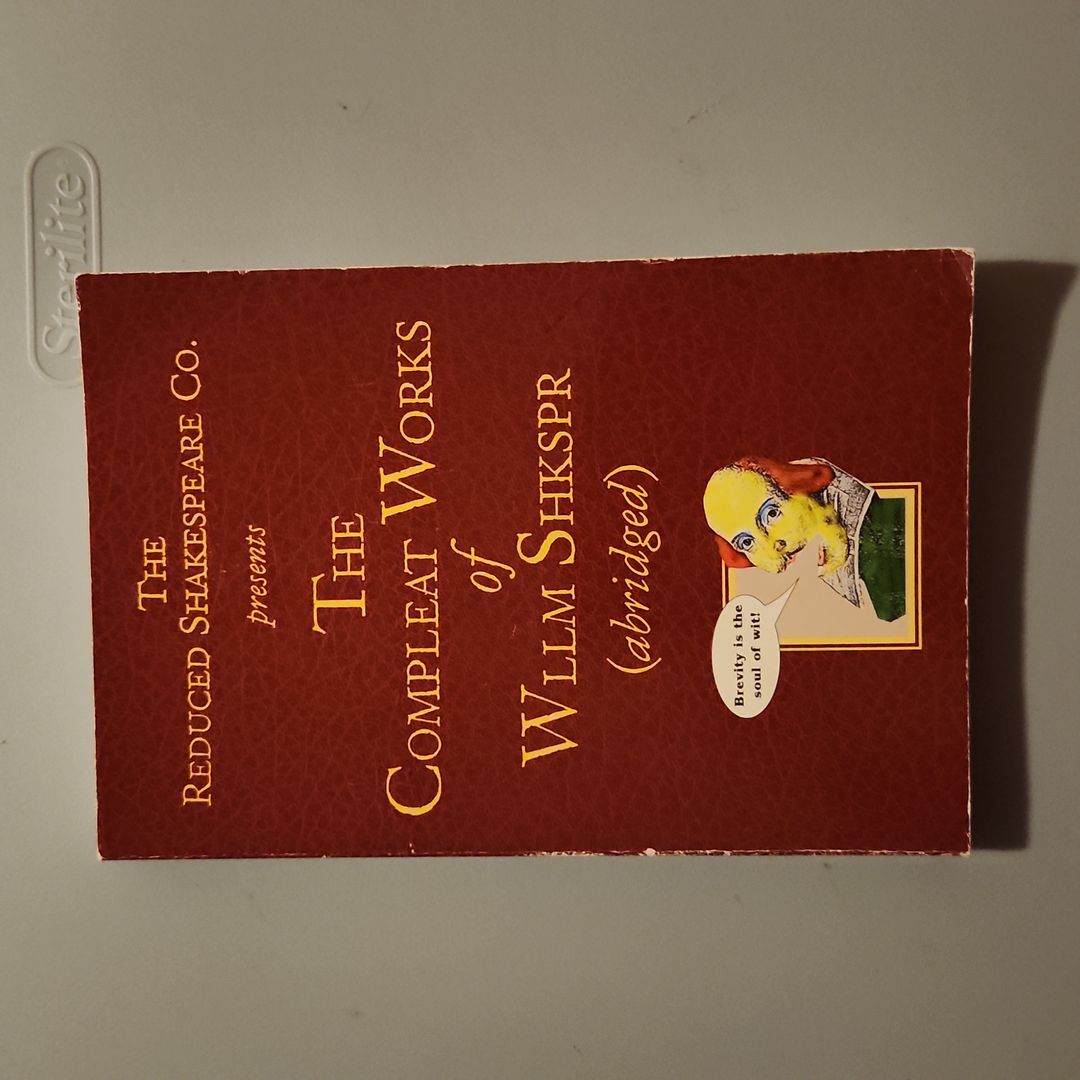 Sterilite
THE
REDUCED SHAKESPEARE CO.
presents
THE
COMPLEAT WORKS
of
WLLM SHKSPR
(abridged)
Brevity is the
soul of wit!